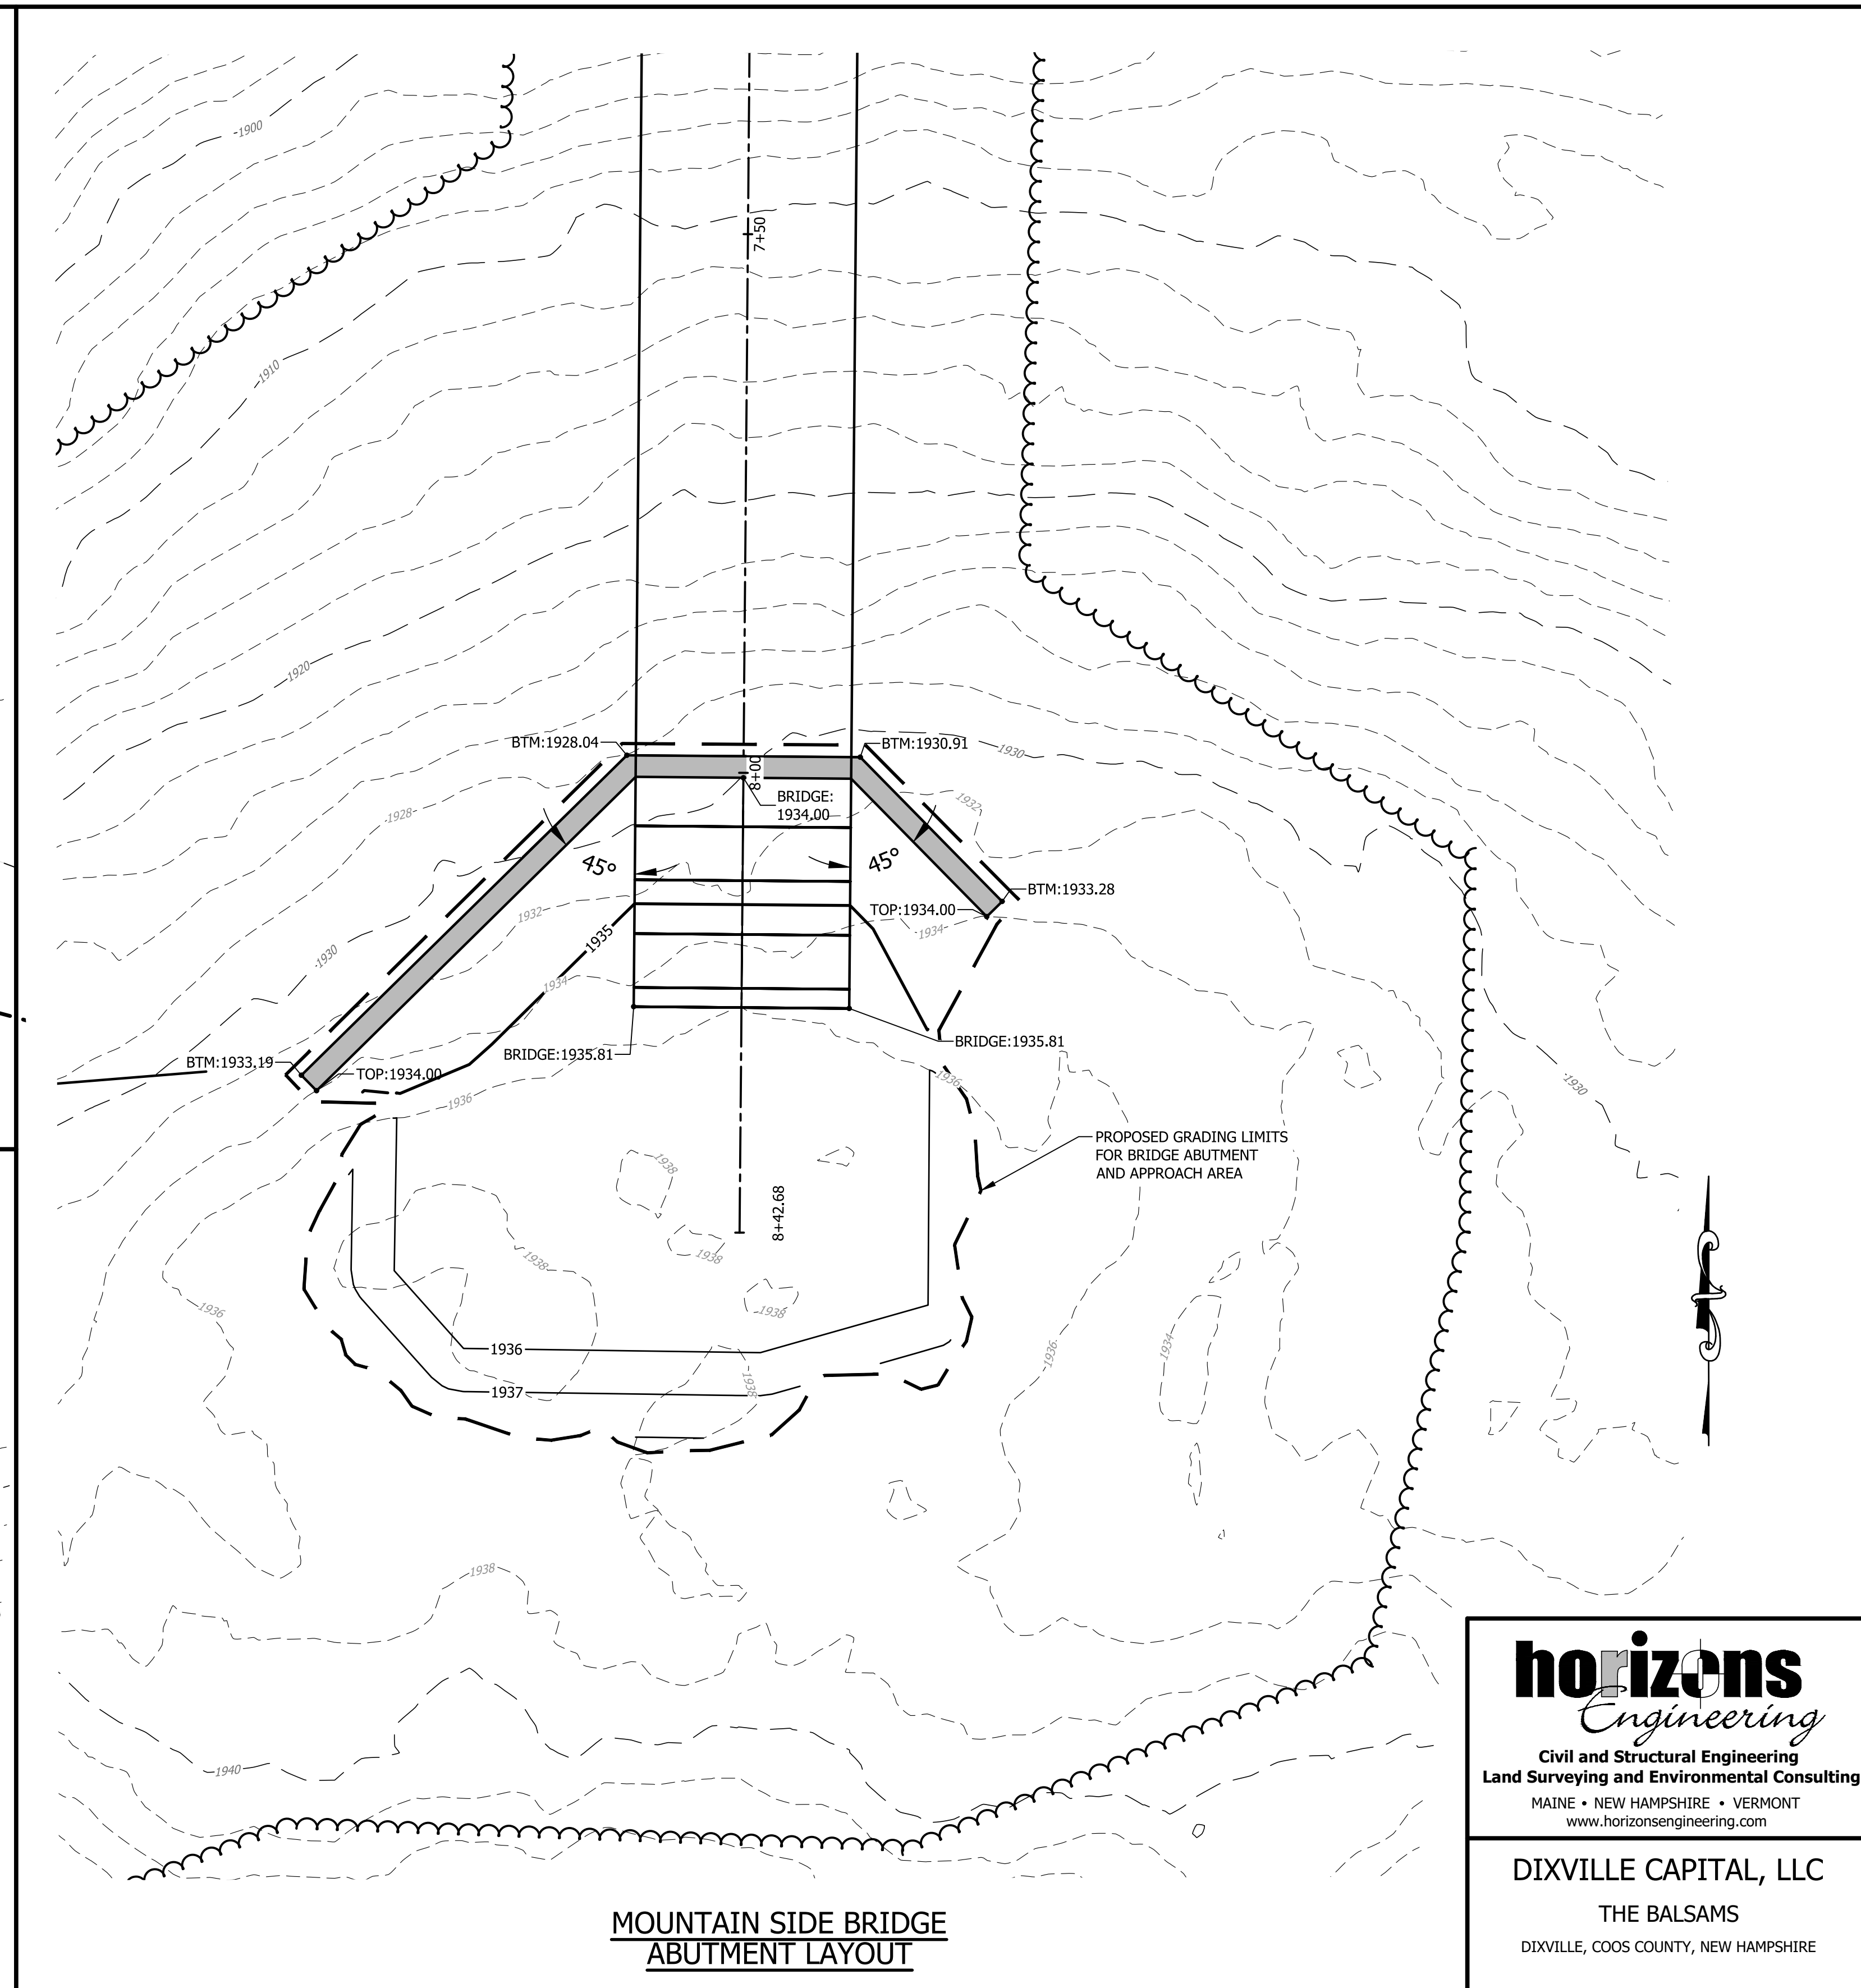 -1900
7+50
-1910
1920
BTM:1928.04
BTM:1930.91
-1930
8+00
BRIDGE:
1934.00
1932
-1928-
45°
45°
BTM:1933.28
TOP:1934.00
1932
1935
-1934-
-1930
1934
BTM:1933.19
TOP:1934.00
BRIDGE:1935.81
BRIDGE:1935.81
-1936
-1930
-1936
PROPOSED GRADING LIMITS
FOR BRIDGE ABUTMENT
AND APPROACH AREA
1938
8+42.68
-1938
-1938
1936
-1938
1936
1934
1936
1938
1937
-1938
-1940
horizons
Engineering
Civil and Structural Engineering
Land Surveying and Environmental Consulting
MAINE • NEW HAMPSHIRE • VERMONT
www.horizonsengineering.com
DIXVILLE CAPITAL, LLC
THE BALSAMS
DIXVILLE, COOS COUNTY, NEW HAMPSHIRE
MOUNTAIN SIDE BRIDGE
ABUTMENT LAYOUT